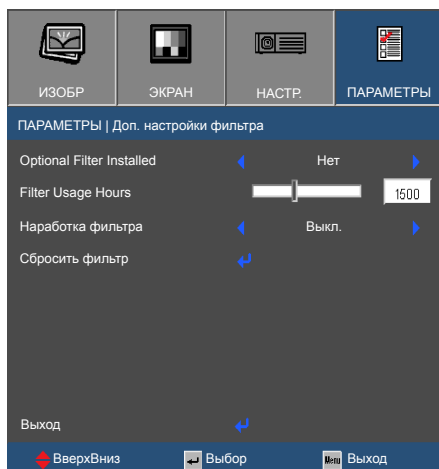 ИЗОБР ЭКРАН НАСТР. ПАРАМЕТРЫ
ПАРАМЕТРЫ | Доп. настройки фильтра
Optional Filter Installed Нет
Filter Usage Hours 1500
Наработка фильтра Выкл.
Сбросить фильтр
Выход
ВверхВниз Выбор Menu Выход